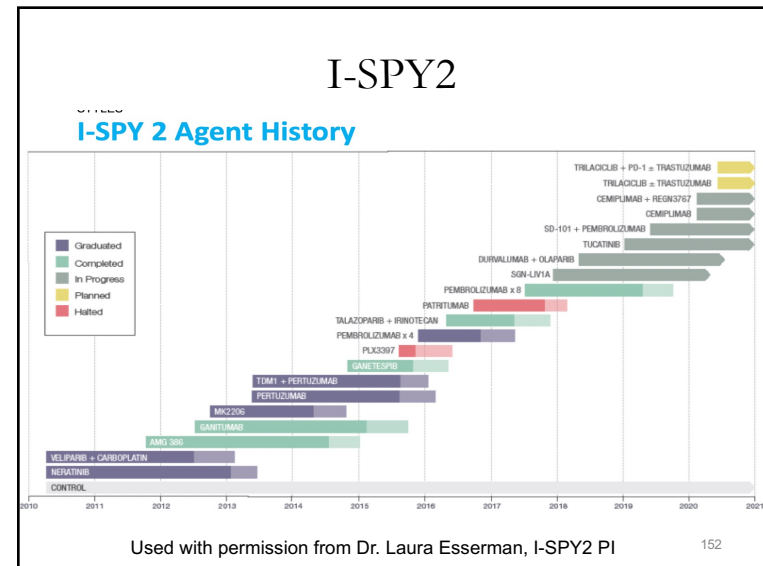 I-SPY2
I-SPY 2 Agent History
TRILACICLIB + PD-1 ± TRASTUZUMAB
TRILACICLIB ± TRASTUZUMAB
CEMIPLIMAB + REGN3767
CEMIPLIMAB
SD-101 + PEMBROLIZUMAB
TUCATINIB
DURVALUMAB + OLAPARIB
SGN-LIV1A
PEMBROLIZUMAB x 8
PATRITUMAB
TALAZOPARIB + IRINOTECAN
PEMBROLIZUMAB x 4
PLX3397
GANETESPIB
TDM1 + PERTUZUMAB
PERTUZUMAB
MK2206
GANITUMAB
AMG 386
VELIPARIB + CARBOPLATIN
NERATINIB
CONTROL
Graduated
Completed
In Progress
Planned
Halted
2010 2011 2012 2013 2014 2015 2016 2017 2018 2019 2020 2021
Used with permission from Dr. Laura Esserman, I-SPY2 PI
152